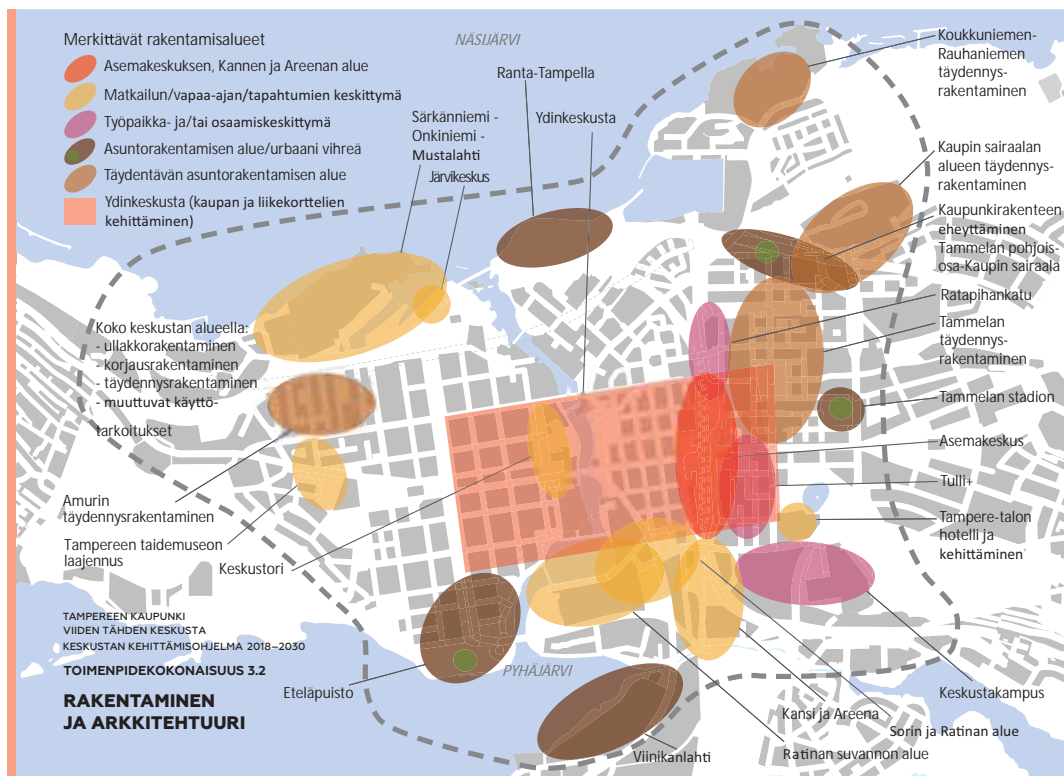 Merkittävät rakentamisalueet
Asemakeskuksen, Kannen ja Areenan alue
Matkailun/vapaa-ajan/tapahtumien keskittymä
Työpaikka- ja/tai osaamiskeskittymä
Asuntorakentamisen alue/urbaani vihreä
Täydentävän asuntorakentamisen alue
Ydinkeskusta (kaupan ja liikekorttelien
kehittäminen)
NÄSIJÄRVI
Ranta-Tampella
Ydinkeskusta
Särkänniemi -
Onkiniemi -
Mustalahti
Järvikeskus
Koukkuniemen-
Rauhaniemen
täydennys-
rakentaminen
Kaupin sairaalan
alueen täydennys-
rakentaminen
Kaupunkirakenteen
eheyttäminen
Tammelan pohjois-
osa-Kaupin sairaala
Ratapihankatu
Tammelan
täydennys-
rakentaminen
Tammelan stadion
Asemakeskus
Tulli+
Tampere-talon
hotelli ja
kehittäminen
Keskustakampus
Koko keskustan alueella:
- ullakkorakentaminen
- korjausrakentaminen
- täydennysrakentaminen
- muuttuvat käyttö-
tarkoitukset
Amurin
täydennysrakentaminen
Tampereen taidemuseon
laajennus
Keskustori
TAMPEREEN KAUPUNKI
VIIDEN TÄHDEN KESKUSTA
KESKUSTAN KEHITTÄMISOHJELMA 2018–2030
TOIMENPIDEKOKONAISUUS 3.2
RAKENTAMINEN
JA ARKKITEHTUURI
Eteläpuisto
PYHÄJÄRVI
Viinikanlahti
Kansi ja Areena
Sorin ja Ratinan alue
Ratinan suvannon alue